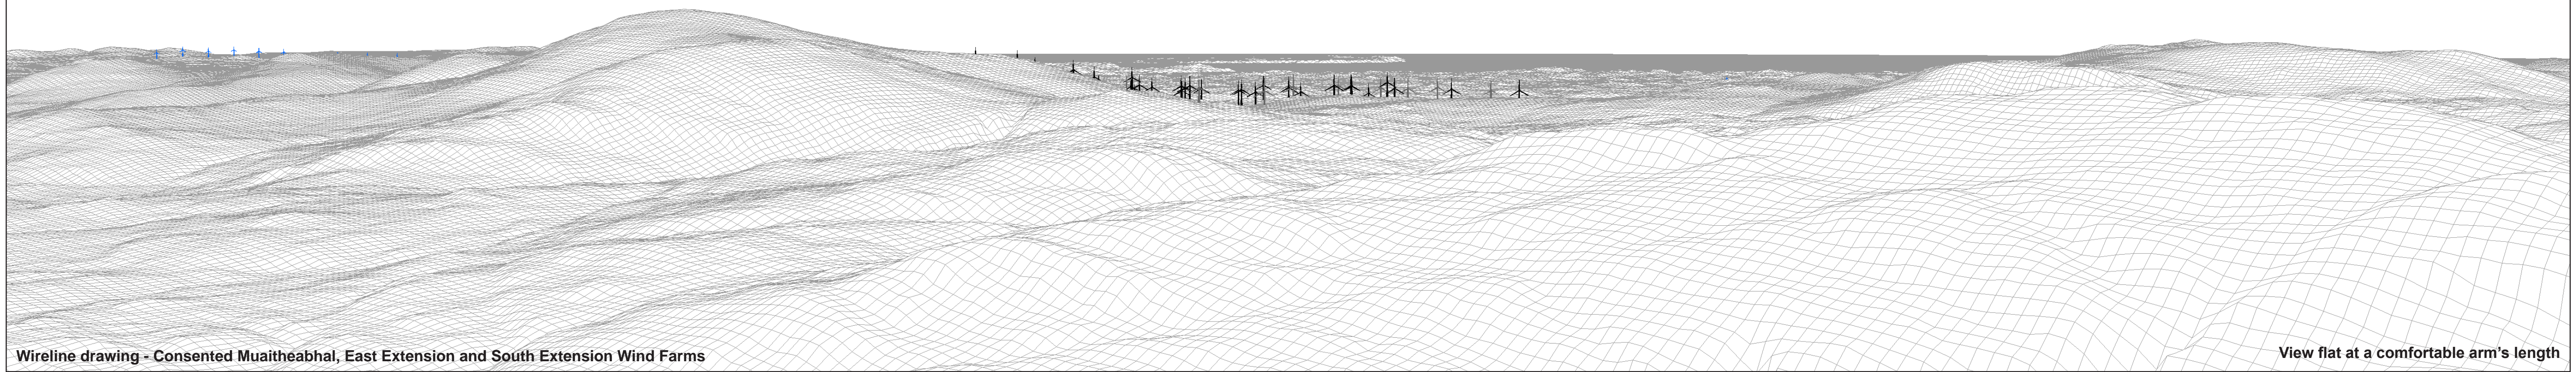 Wireline drawing - Consented Muaitheabhal, East Extension and South Extension Wind Farms
View flat at a comfortable arm’s length